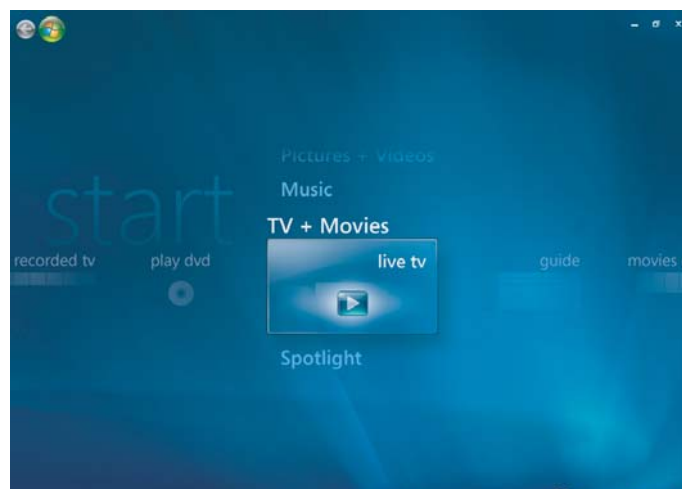 Pictures + Videos
start
Music
TV + Movies
recorded tv
play dvd
live tv
guide
movies
Spotlight